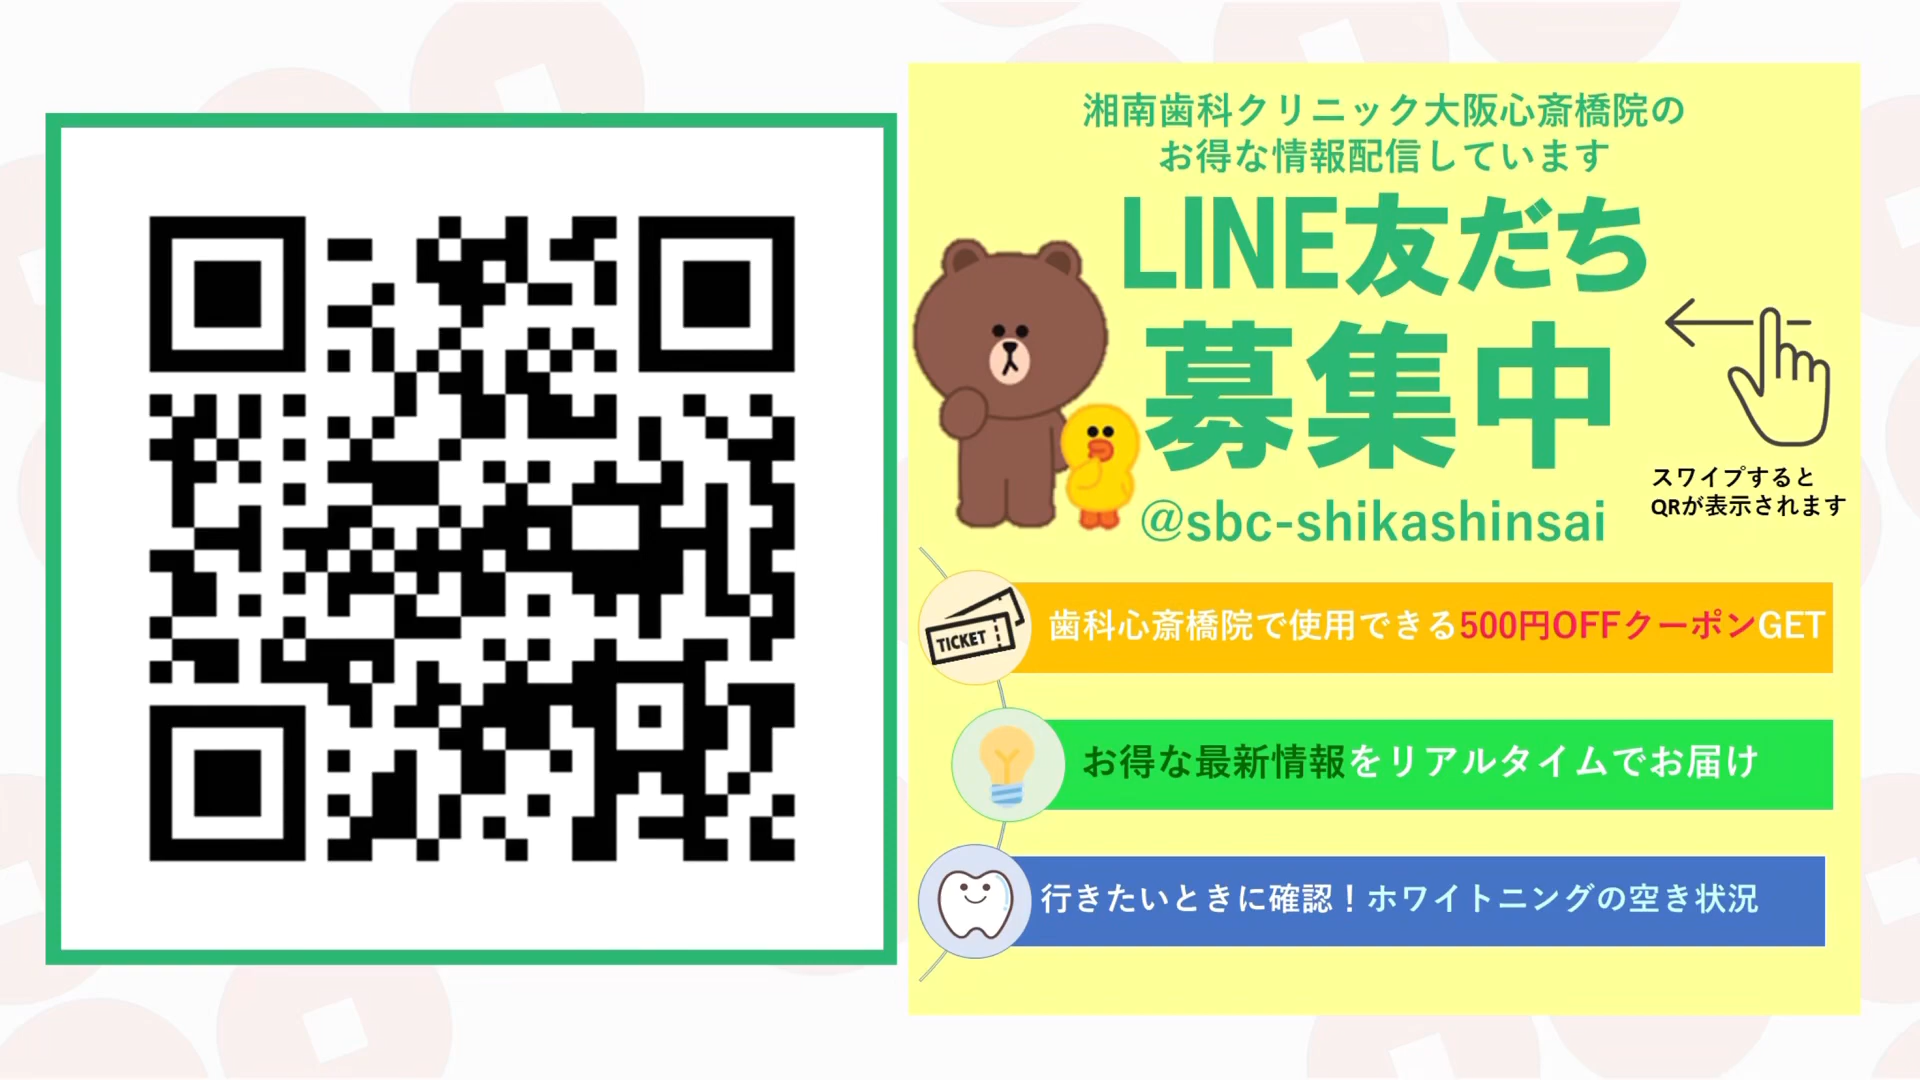 湘南歯科クリニック大阪心斎橋院の
お得な情報配信しています
LINE友だち
募集中
@sbc-shikashinsai
スワイプすると
QRが表示されます
TICKET
歯科心斎橋院で使用できる500円OFFクーポンGET
お得な最新情報をリアルタイムでお届け
行きたいときに確認！ホワイトニングの空き状況